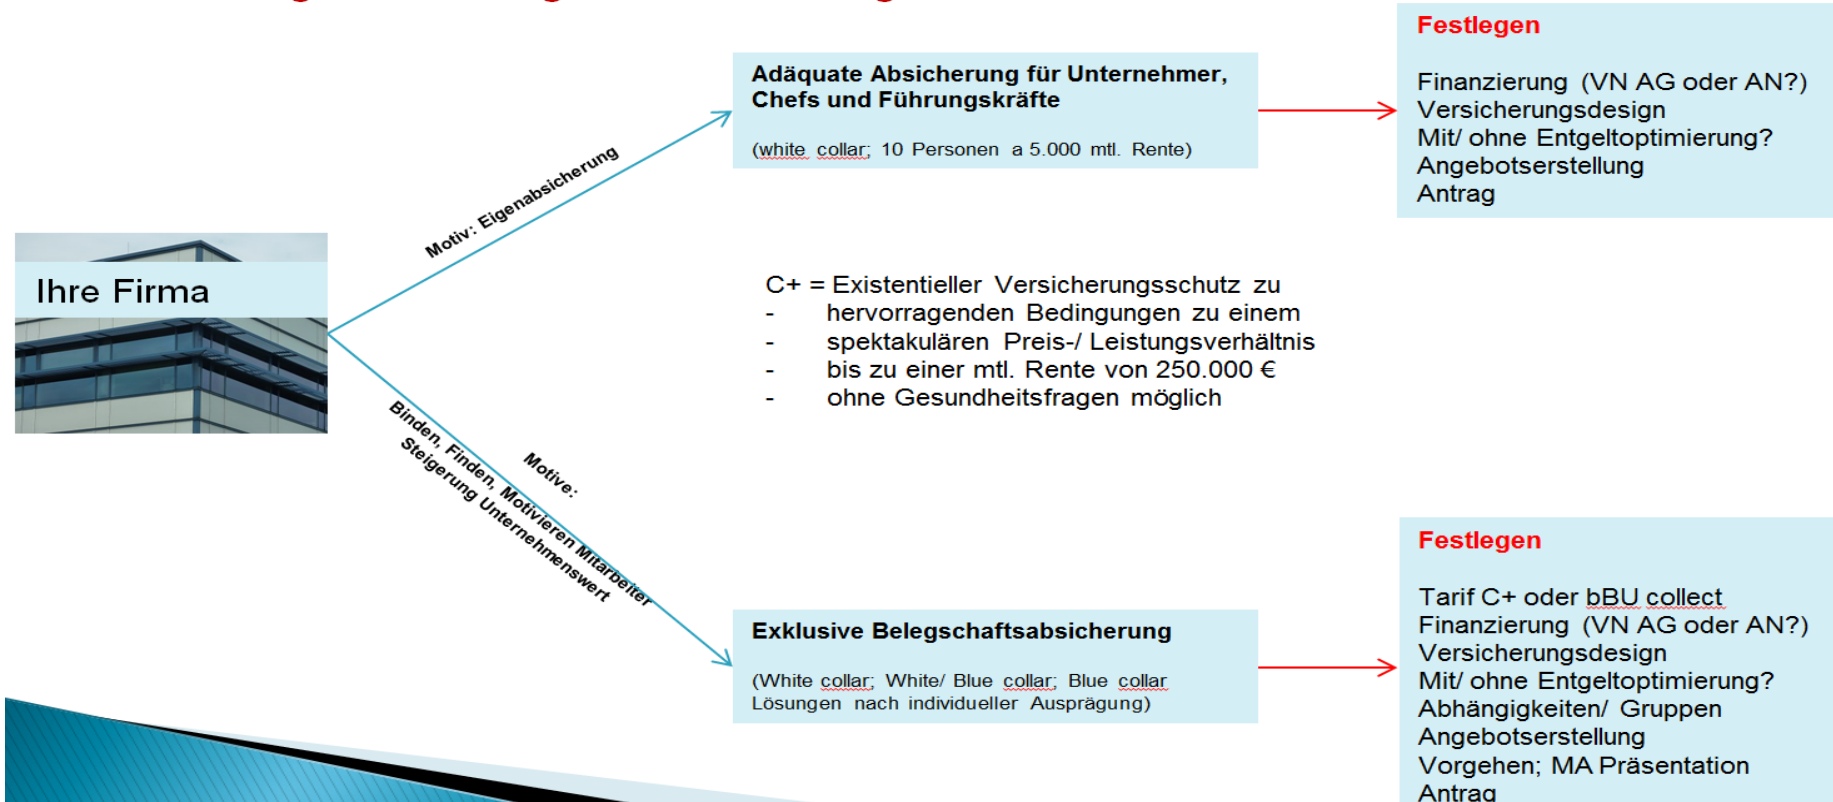 Festlegen
Finanzierung (VN AG oder AN?)
Versicherungsdesign
Mit/ ohne Entgeltoptimierung?
Angebotserstellung
Antrag
Adäquate Absicherung für Unternehmer,
Chefs und Führungskräfte
(white collar; 10 Personen a 5.000 mtl. Rente)
Motiv: Eigenabsicherung
Ihre Firma
C+ = Existentieller Versicherungsschutz zu
- hervorragenden Bedingungen zu einem
- spektakulären Preis-/ Leistungsverhältnis
- bis zu einer mtl. Rente von 250.000 €
- ohne Gesundheitsfragen möglich
Motive:
Binden, Finden, Motivieren Mitarbeiter
Steigerung Unternehmenswert
Exklusive Belegschaftsabsicherung
(White collar; White/ Blue collar; Blue collar
Lösungen nach individueller Ausprägung)
Festlegen
Tarif C+ oder bBU collect
Finanzierung (VN AG oder AN?)
Versicherungsdesign
Mit/ ohne Entgeltoptimierung?
Abhängigkeiten/ Gruppen
Angebotserstellung
Vorgehen; MA Präsentation
Antrag